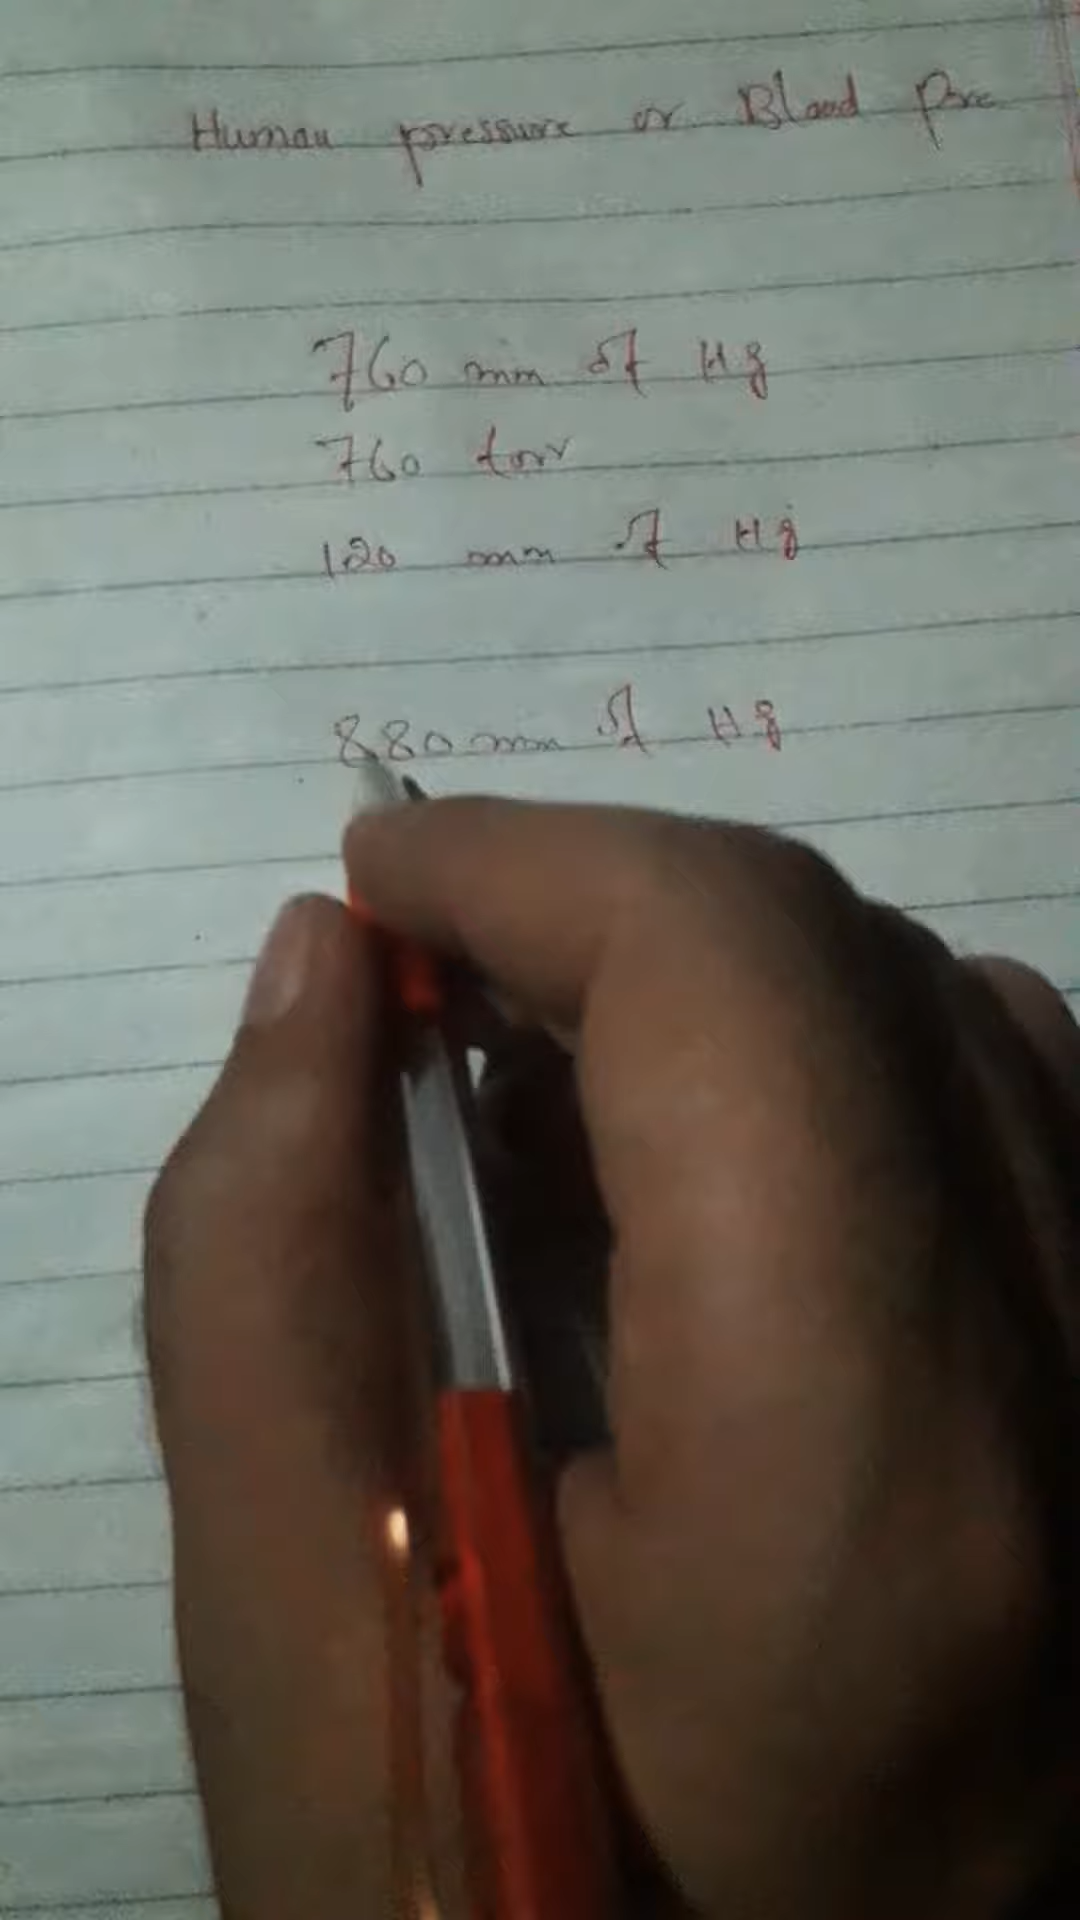 Human pressure or Blood Pre
760 mm of Hg
760 torr
120 mm of Hg
880 mm of Hg